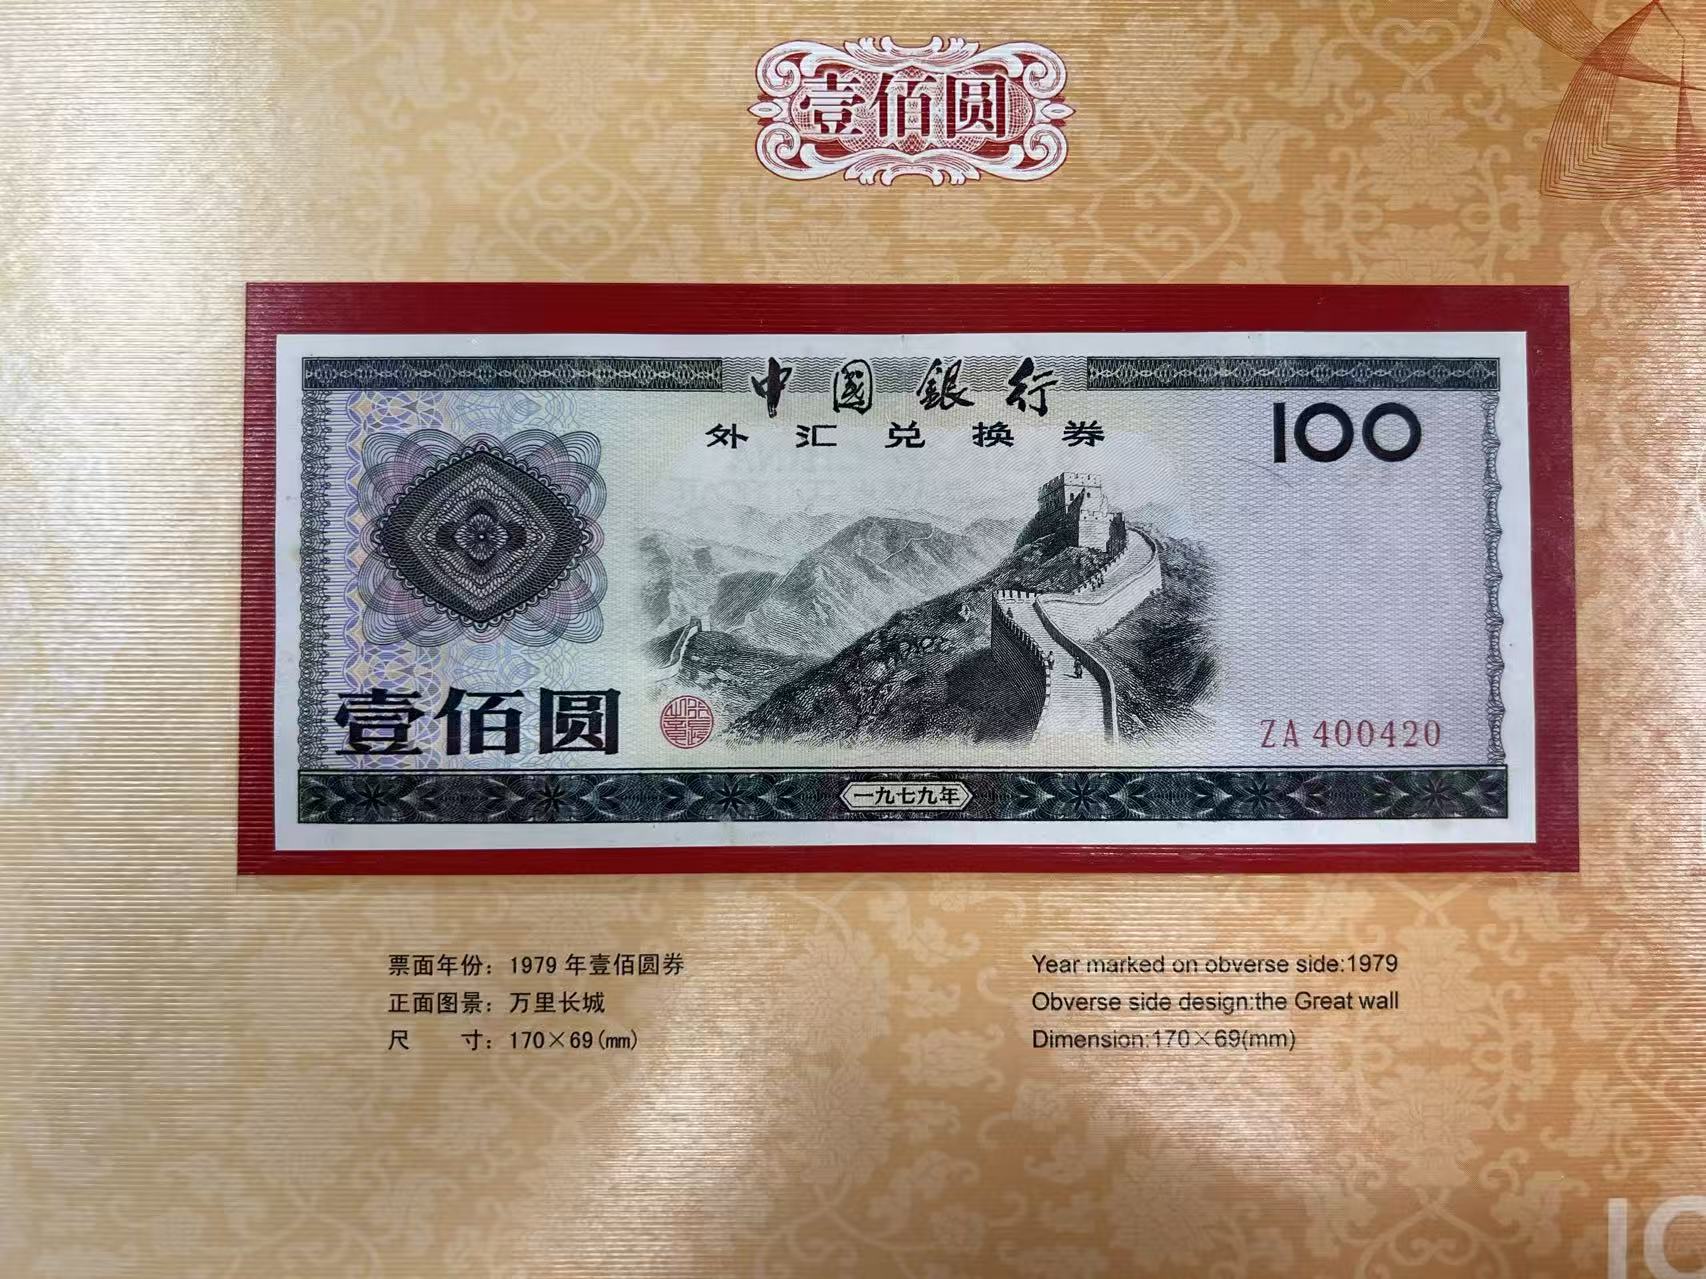 壹佰圆
中國銀行
外汇兑换券
100
壹佰圆
ZA 400420
一九七九年
票面年份：1979 年壹佰圆券
正面图景：万里长城
尺 寸：170×69(mm)
Year marked on obverse side:1979
Obverse side design:the Great wall
Dimension:170×69(mm)